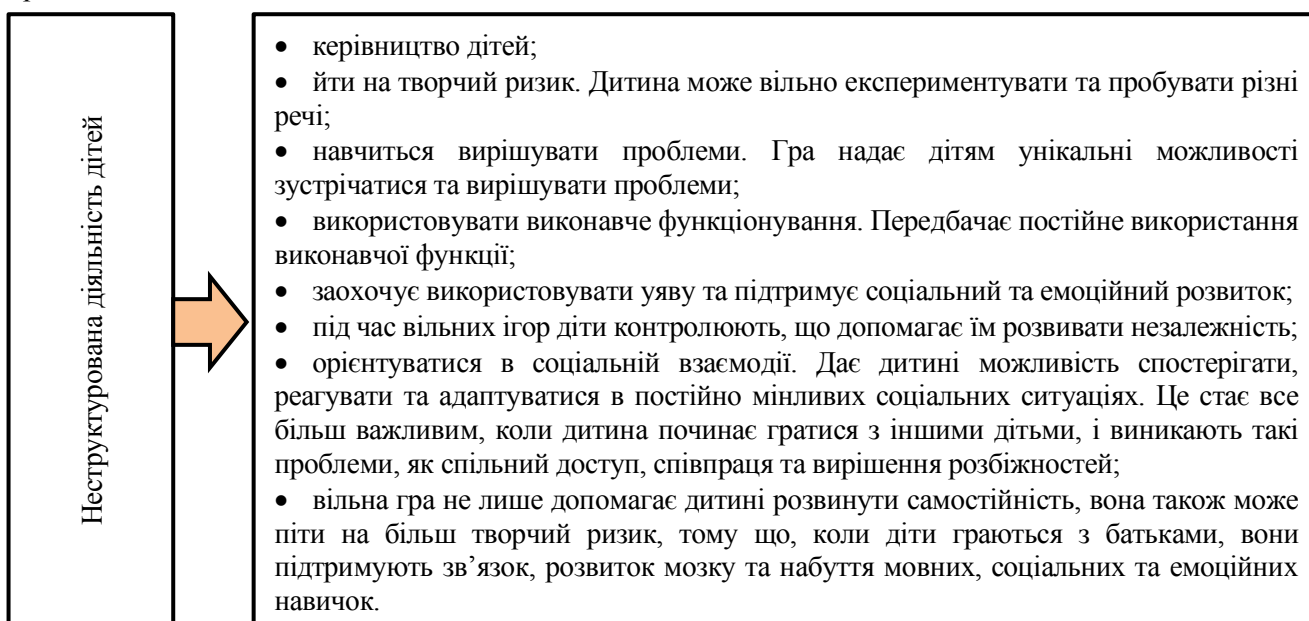 Неструктурована діяльність дітей
• керівництво дітей;
• йти на творчий ризик. Дитина може вільно експериментувати та пробувати різні
речі;
• навчиться вирішувати проблеми. Гра надає дітям унікальні можливості
зустрічатися та вирішувати проблеми;
• використовувати виконавче функціонування. Передбачає постійне використання
виконавчої функції;
• заохочує використовувати уяву та підтримує соціальний та емоційний розвиток;
• під час вільних ігор діти контролюють, що допомагає їм розвивати незалежність;
• орієнтуватися в соціальній взаємодії. Дає дитині можливість спостерігати,
реагувати та адаптуватися в постійно мінливих соціальних ситуаціях. Це стає все
більш важливим, коли дитина починає гратися з іншими дітьми, і виникають такі
проблеми, як спільний доступ, співпраця та вирішення розбіжностей;
• вільна гра не лише допомагає дитині розвинути самостійність, вона також може
піти на більш творчий ризик, тому що, коли діти граються з батьками, вони
підтримують зв’язок, розвиток мозку та набуття мовних, соціальних та емоційних
навичок.